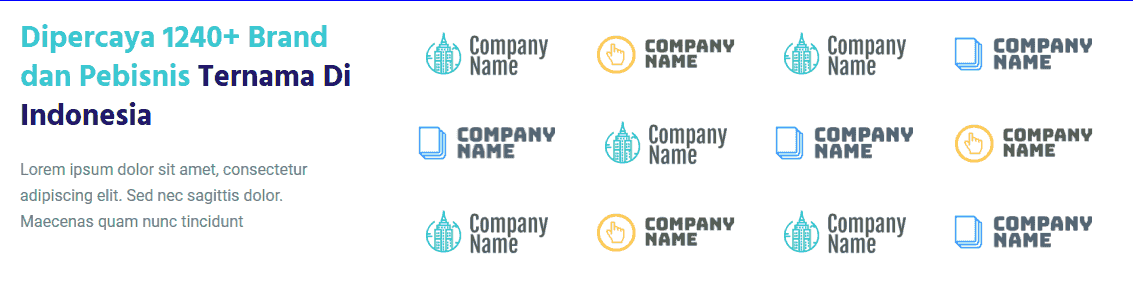 Dipercaya 1240+ Brand
dan Pebisnis Ternama Di
Indonesia
Lorem ipsum dolor sit amet, consectetur
adipiscing elit. Sed nec sagittis dolor.
Maecenas quam nunc tincidunt
Company
Name
COMPANY
NAME
Company
Name
COMPANY
NAME
COMPANY
NAME
Company
Name
COMPANY
NAME
COMPANY
NAME
Company
Name
COMPANY
NAME
Company
Name
COMPANY
NAME